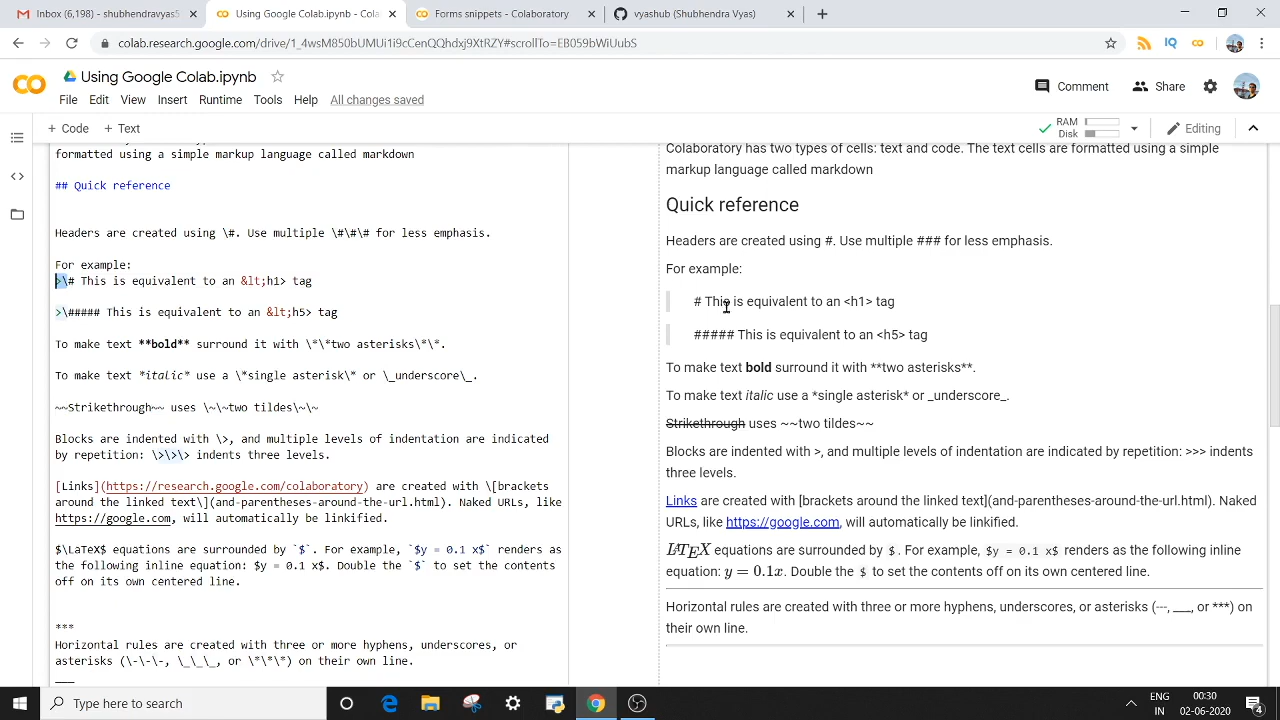 Inbox (6,198) - shubhendravyas5
Using Google Colab.ipynb - Cola
Forms snippets - Colaboratory
vyashub (Shubhendra Vyas)
colab.research.google.com/drive/1_4wsM850bUMUi1i9cCenQQhdxj9XtRZY#scrollTo=EB059bWiUubS
IQ
Using Google Colab.ipynb
File Edit View Insert Runtime Tools Help All changes saved
Comment Share
+ Code + Text
RAM
Disk
Editing
formatted using a simple markup language called markdown
## Quick reference
Headers are created using \#. Use multiple \#\#\# for less emphasis.
For example:
>\# This is equivalent to an &lt;h1> tag
>\##### This is equivalent to an &lt;h5> tag
To make text **bold** surround it with \*\*two asterisks\*\*.
To make text *italic* use a \*single asterisk\* or \_underscore\_.
~~Strikethrough~~ uses \~\~two tildes\~\~
Blocks are indented with \>, and multiple levels of indentation are indicated
by repetition: \>\>\> indents three levels.
[Links](https://research.google.com/colaboratory) are created with \[brackets
around the linked text\](and-parentheses-around-the-url.html). Naked URLs, like
https://google.com, will automatically be linkified.
$\LaTeX$ equations are surrounded by `$`. For example, `$y = 0.1 x$` renders as
the following inline equation: $y = 0.1 x$. Double the `$` to set the contents
off on its own centered line.
***
Horizontal rules are created with three or more hyphens, underscores, or
asterisks (\-\-\-, \_\_\_, or \*\*\*) on their own line.
___
Colaboratory has two types of cells: text and code. The text cells are formatted using a simple
markup language called markdown
Quick reference
Headers are created using #. Use multiple ### for less emphasis.
For example:
# This is equivalent to an <h1> tag
##### This is equivalent to an <h5> tag
To make text bold surround it with **two asterisks**.
To make text italic use a *single asterisk* or _underscore_.
Strikethrough uses ~~two tildes~~
Blocks are indented with >, and multiple levels of indentation are indicated by repetition: >>> indents
three levels.
Links are created with [brackets around the linked text](and-parentheses-around-the-url.html). Naked
URLs, like https://google.com, will automatically be linkified.
LATEX equations are surrounded by $. For example, $y = 0.1 x$ renders as the following inline
equation: y = 0.1x. Double the $ to set the contents off on its own centered line.
Horizontal rules are created with three or more hyphens, underscores, or asterisks (---, ___, or ***) on
their own line.
Type here to search
ENG
IN
00:30
02-06-2020
4